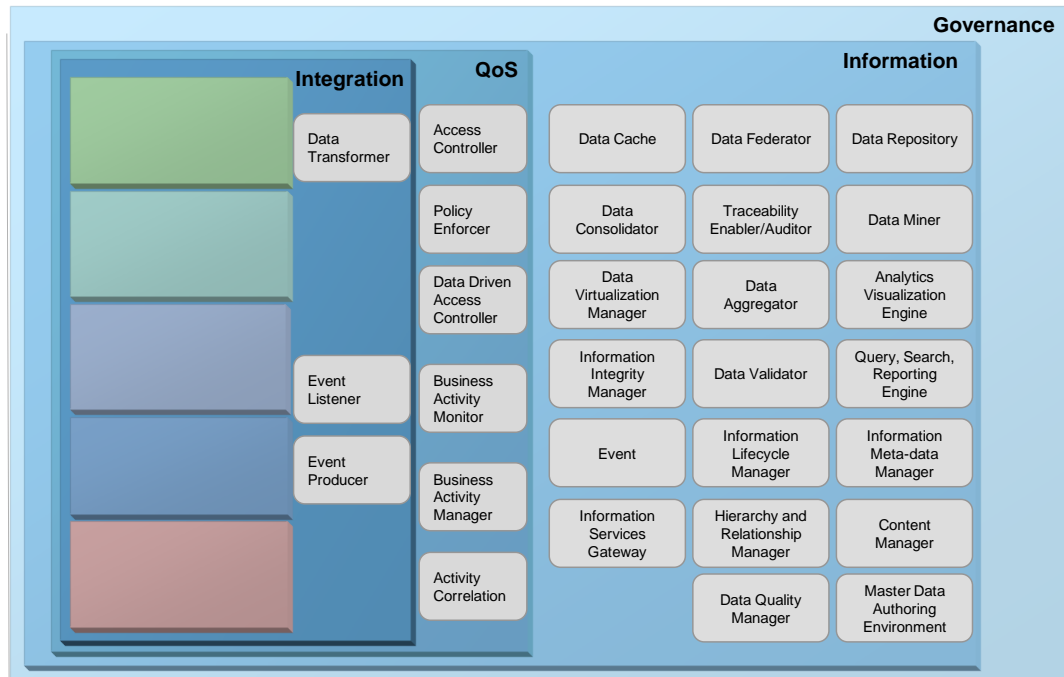 Governance
Information
QoS
Integration
Data
Transformer
Event
Listener
Event
Producer
Access
Controller
Policy
Enforcer
Data Driven
Access
Controller
Business
Activity
Monitor
Business
Activity
Manager
Activity
Correlation
Data Cache
Data Federator
Data Repository
Data
Consolidator
Traceability
Enabler/Auditor
Data Miner
Data
Virtualization
Manager
Data
Aggregator
Analytics
Visualization
Engine
Information
Integrity
Manager
Data Validator
Query, Search,
Reporting
Engine
Event
Information
Lifecycle
Manager
Information
Meta-data
Manager
Information
Services
Gateway
Hierarchy and
Relationship
Manager
Content
Manager
Data Quality
Manager
Master Data
Authoring
Environment